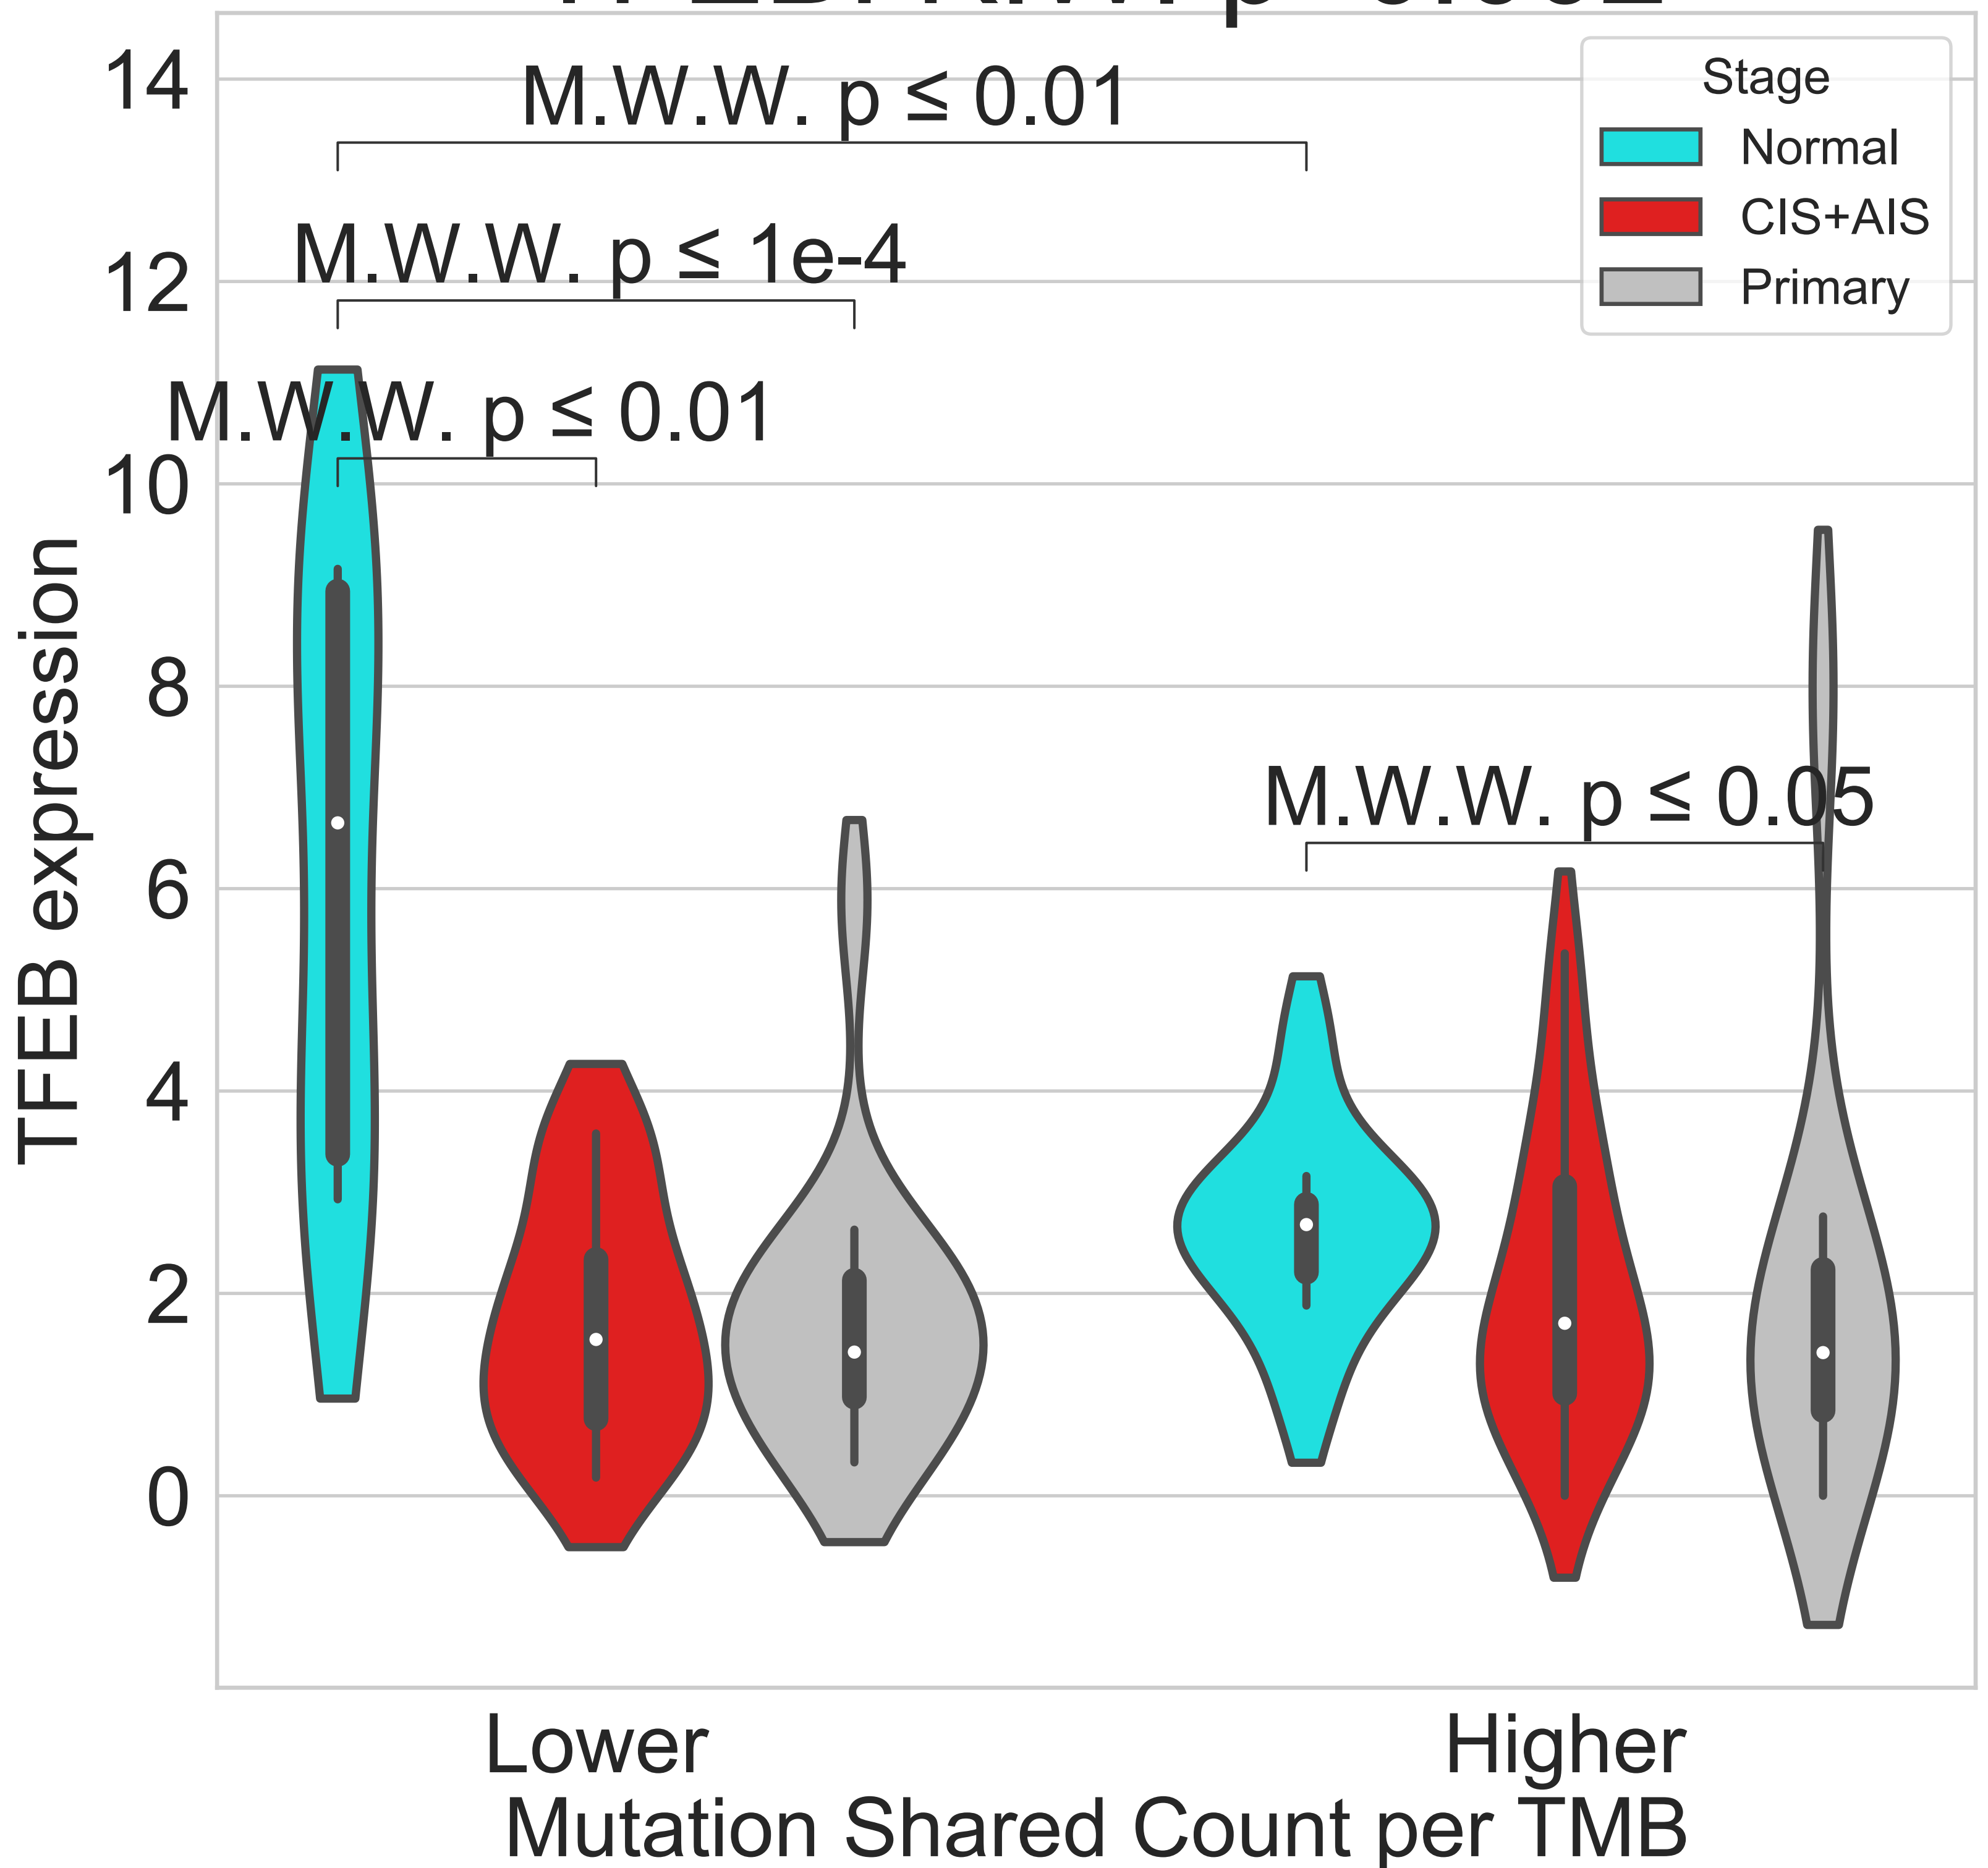 M.W.W. p ≤ 0.01
M.W.W. p ≤ 1e-4
M.W.W. p ≤ 0.01
M.W.W. p ≤ 0.05
Stage
Normal
CIS+AIS
Primary
14
12
10
8
6
4
2
0
TFEB expression
Lower
Higher
Mutation Shared Count per TMB